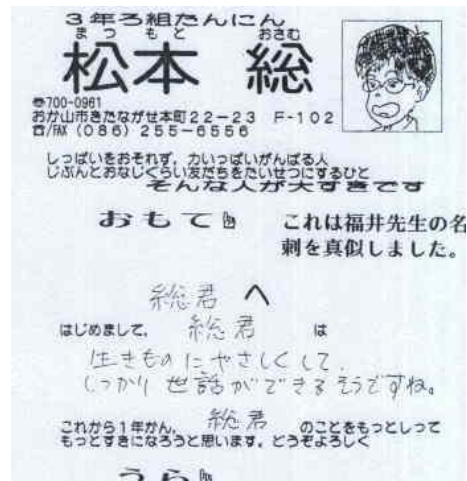 3年ろ組たんにん
まつ もと おさむ
松本 総
〒700-0961
おか山市きたながせ本町22-23 F-102
☎/FAX (086) 255-6556
しっぱいをおそれず,力いっぱいがんばる人
じぶんとおなじくらい友だちをたいせつにするひと
そんな人が大すきです
おもて
これは福井先生の名
刺を真似しました。
総君 へ
はじめまして, 総君 は
生きものにやさしくして,
しっかり世話ができるそうですね。
これから1年かん, 総君 のことをもっとしって
もっとすきになろうと思います。どうぞよろしく
うら